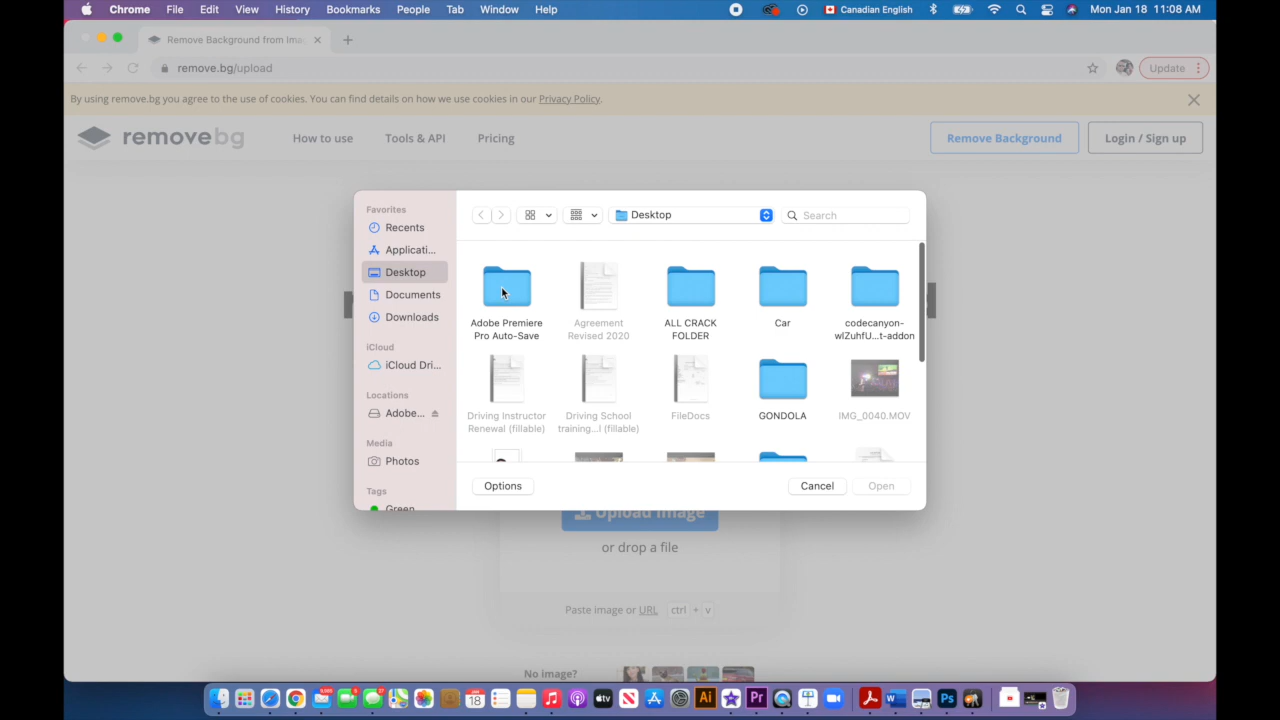 Chrome File Edit View History Bookmarks People Tab Window Help Canadian English Mon Jan 18 11:08 AM
Remove Background from Ima
remove.bg/upload Update
By using remove.bg you agree to the use of cookies. You can find details on how we use cookies in our Privacy Policy.
removebg How to use Tools & API Pricing Remove Background Login / Sign up
Favorites
Recents
Applicati...
Desktop
Documents
Downloads
iCloud
iCloud Dri...
Locations
Adobe...
Media
Photos
Tags
Green
Desktop Search
Adobe Premiere
Pro Auto-Save
Agreement
Revised 2020
ALL CRACK
FOLDER
Car
codecanyon-
wlZuhfU...t-addon
Driving Instructor
Renewal (fillable)
Driving School
training...l (fillable)
FileDocs
GONDOLA
IMG_0040.MOV
Options Cancel Open
Upload Image
or drop a file
Paste image or URL ctrl + v
No image?